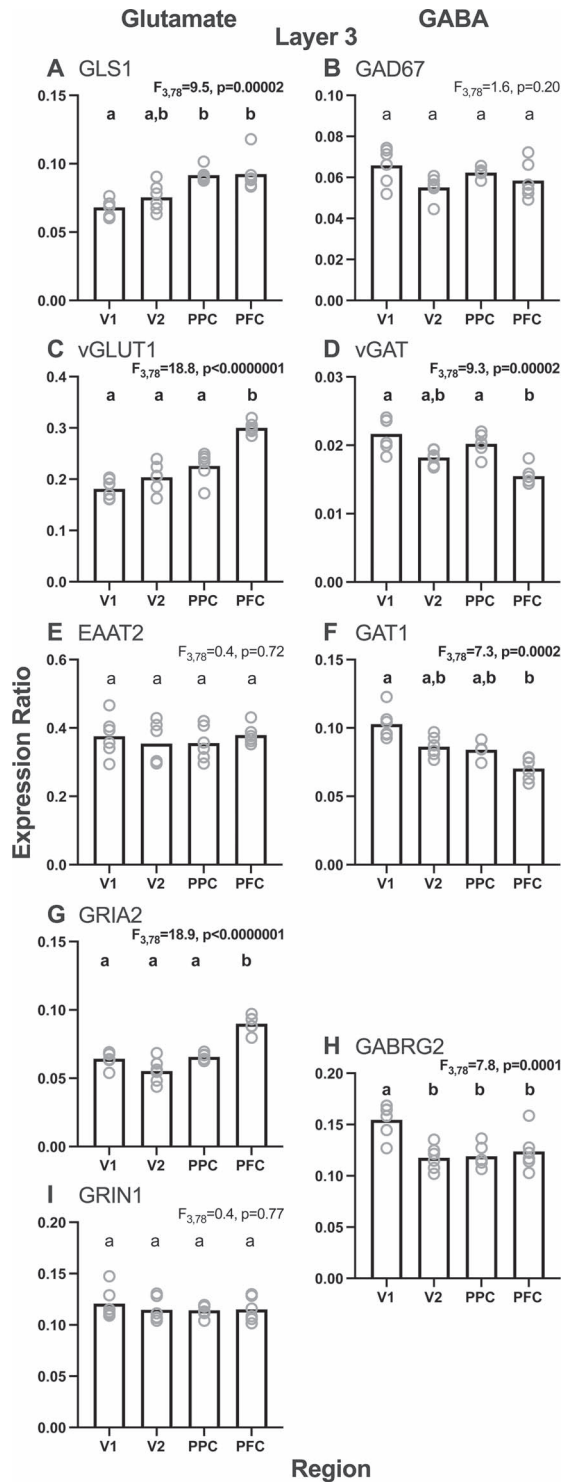 Glutamate GABA
Layer 3
A GLS1
F3,78=9.5, p=0.00002
a a,b b b
0.15
0.10
0.05
0.00
V1 V2 PPC PFC
B GAD67
F3,78=1.6, p=0.20
a a a a
0.10
0.08
0.06
0.04
0.02
0.00
V1 V2 PPC PFC
C vGLUT1
F3,78=18.8, p<0.0000001
a a a b
0.4
0.3
0.2
0.1
0.0
V1 V2 PPC PFC
D vGAT
F3,78=9.3, p=0.00002
a a,b a b
0.03
0.02
0.01
0.00
V1 V2 PPC PFC
E EAAT2
F3,78=0.4, p=0.72
a a a a
0.6
0.4
0.2
0.0
V1 V2 PPC PFC
F GAT1
F3,78=7.3, p=0.0002
a a,b a,b b
0.15
0.10
0.05
0.00
V1 V2 PPC PFC
Expression Ratio
G GRIA2
F3,78=18.9, p<0.0000001
a a a b
0.15
0.10
0.05
0.00
V1 V2 PPC PFC
H GABRG2
F3,78=7.8, p=0.0001
a b b b
0.20
0.15
0.10
0.05
0.00
V1 V2 PPC PFC
I GRIN1
F3,78=0.4, p=0.77
a a a a
0.20
0.15
0.10
0.05
0.00
V1 V2 PPC PFC
Region